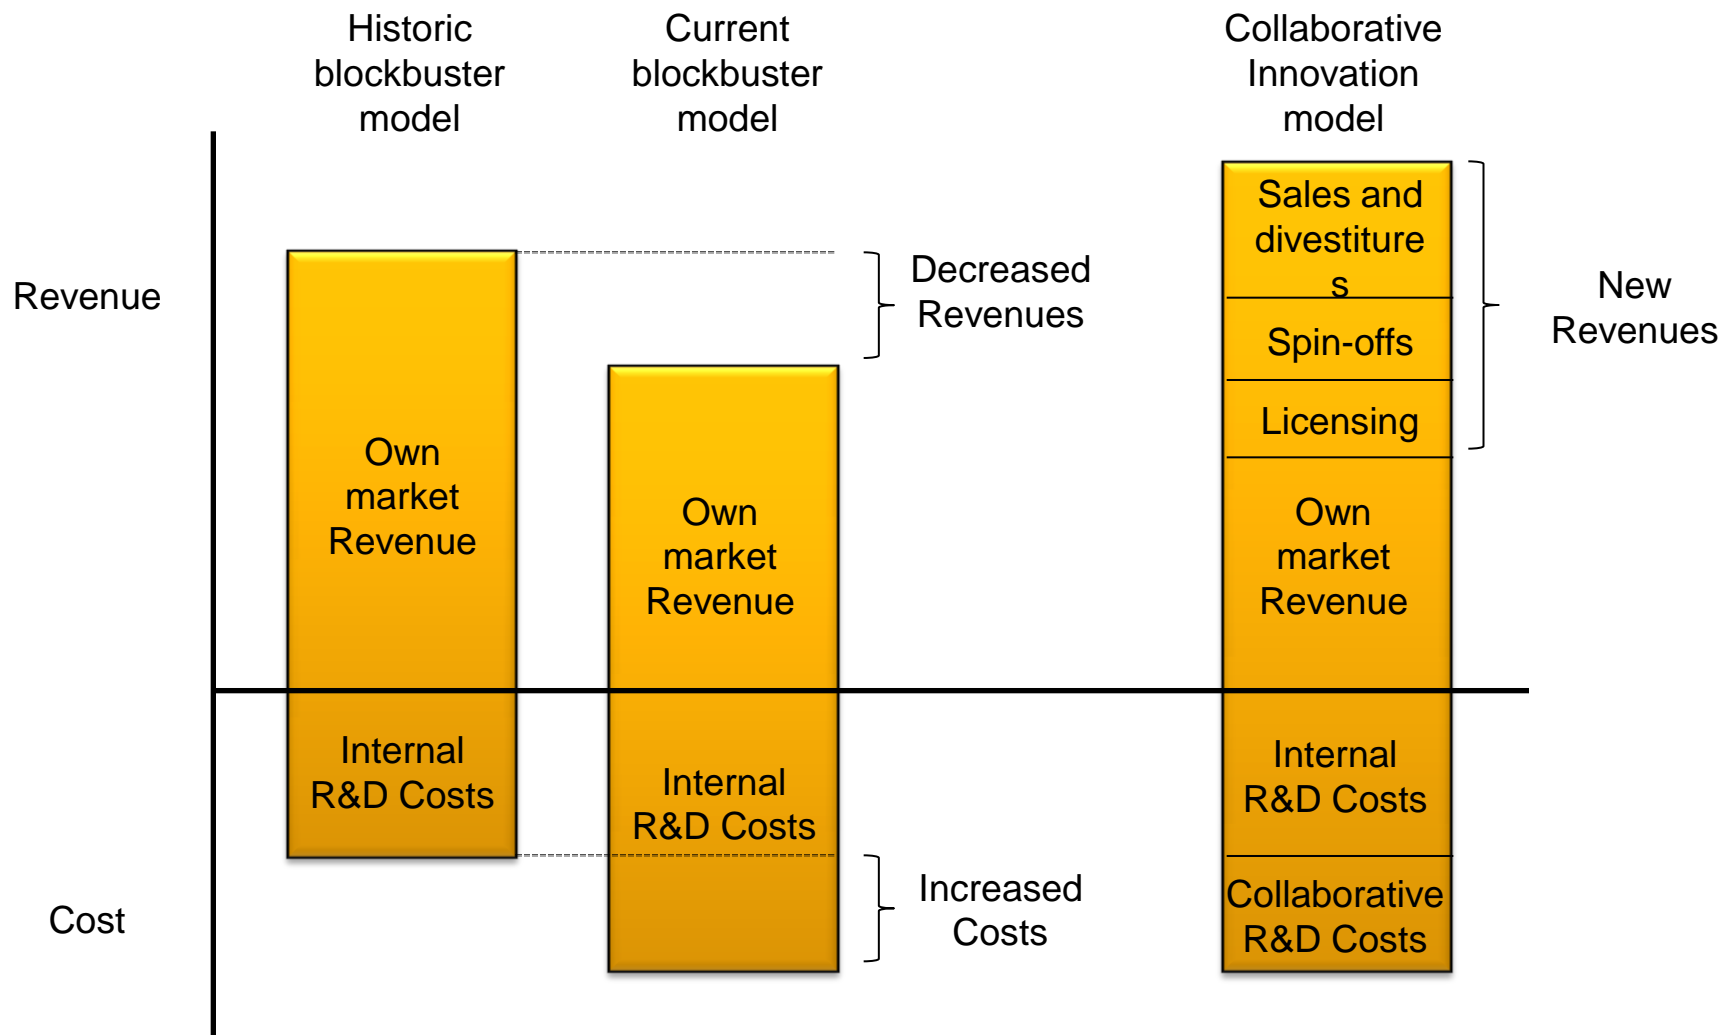 Historic
blockbuster
model
Current
blockbuster
model
Collaborative
Innovation
model
Revenue
Own
market
Revenue
Internal
R&D Costs
Decreased
Revenues
Own
market
Revenue
Internal
R&D Costs
Increased
Costs
Sales and
divestiture
s
Spin-offs
Licensing
Own
market
Revenue
Internal
R&D Costs
Collaborative
R&D Costs
New
Revenues
Cost